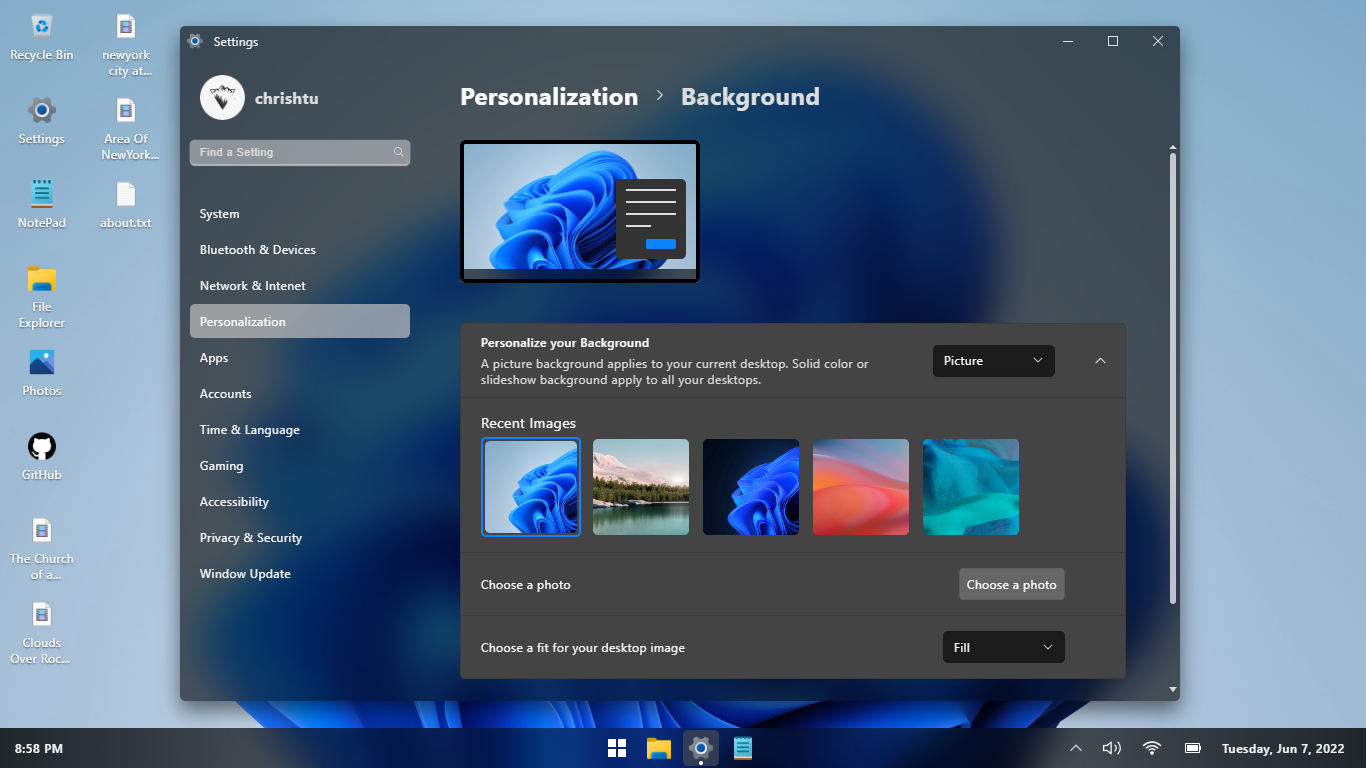 Recycle Bin
newyork
city at...
Settings
Area Of
NewYork...
NotePad
about.txt
File
Explorer
Photos
GitHub
The Church
of a...
Clouds
Over Roc...
Settings
chrishtu
Find a Setting
System
Bluetooth & Devices
Network & Intenet
Personalization
Apps
Accounts
Time & Language
Gaming
Accessibility
Privacy & Security
Window Update
Personalization > Background
Personalize your Background
A picture background applies to your current desktop. Solid color or
slideshow background apply to all your desktops.
Picture
Recent Images
Choose a photo
Choose a photo
Choose a fit for your desktop image
Fill
8:58 PM
Tuesday, Jun 7, 2022